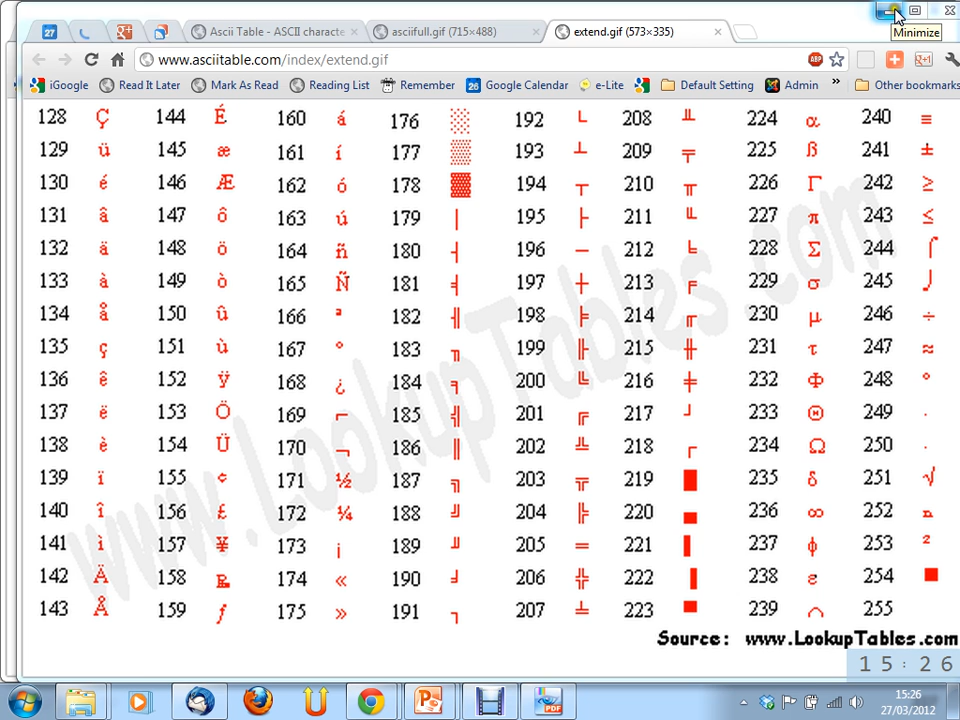 Minimize
Ascii Table - ASCII characte
asciifull.gif (715×488)
extend.gif (573×335)
www.asciitable.com/index/extend.gif
iGoogle Read It Later Mark As Read Reading List Remember Google Calendar e-Lite Default Setting Admin » Other bookmarks
128 Ç 144 É 160 á 176 ░ 192 └ 208 ╨ 224 α 240 ≡
129 ü 145 æ 161 í 177 ▒ 193 ┴ 209 ╤ 225 ß 241 ±
130 é 146 Æ 162 ó 178 ▓ 194 ┬ 210 ╥ 226 Γ 242 ≥
131 â 147 ô 163 ú 179 │ 195 ├ 211 ╙ 227 π 243 ≤
132 ä 148 ö 164 ñ 180 ┤ 196 ─ 212 ╘ 228 Σ 244 ⌠
133 à 149 ò 165 Ñ 181 ╡ 197 ┼ 213 ╒ 229 σ 245 ⌡
134 å 150 û 166 ª 182 ╢ 198 ╞ 214 ╓ 230 µ 246 ÷
135 ç 151 ù 167 º 183 ╖ 199 ╟ 215 ╫ 231 τ 247 ≈
136 ê 152 ÿ 168 ¿ 184 ╕ 200 ╚ 216 ╪ 232 Φ 248 °
137 ë 153 Ö 169 ⌐ 185 ╣ 201 ╔ 217 ┘ 233 Θ 249 ·
138 è 154 Ü 170 ¬ 186 ║ 202 ╩ 218 ┌ 234 Ω 250 ·
139 ï 155 ¢ 171 ½ 187 ╗ 203 ╦ 219 █ 235 δ 251 √
140 î 156 £ 172 ¼ 188 ╝ 204 ╠ 220 ▄ 236 ∞ 252 ⁿ
141 ì 157 ¥ 173 ¡ 189 ╜ 205 ═ 221 ▌ 237 φ 253 ²
142 Ä 158 ₧ 174 « 190 ╛ 206 ╬ 222 ▐ 238 ε 254 ■
143 Å 159 ƒ 175 » 191 ┐ 207 ╧ 223 ▀ 239 ∩ 255
www.LookupTables.com
Source: www.LookupTables.com
15:26
15:26
27/03/2012